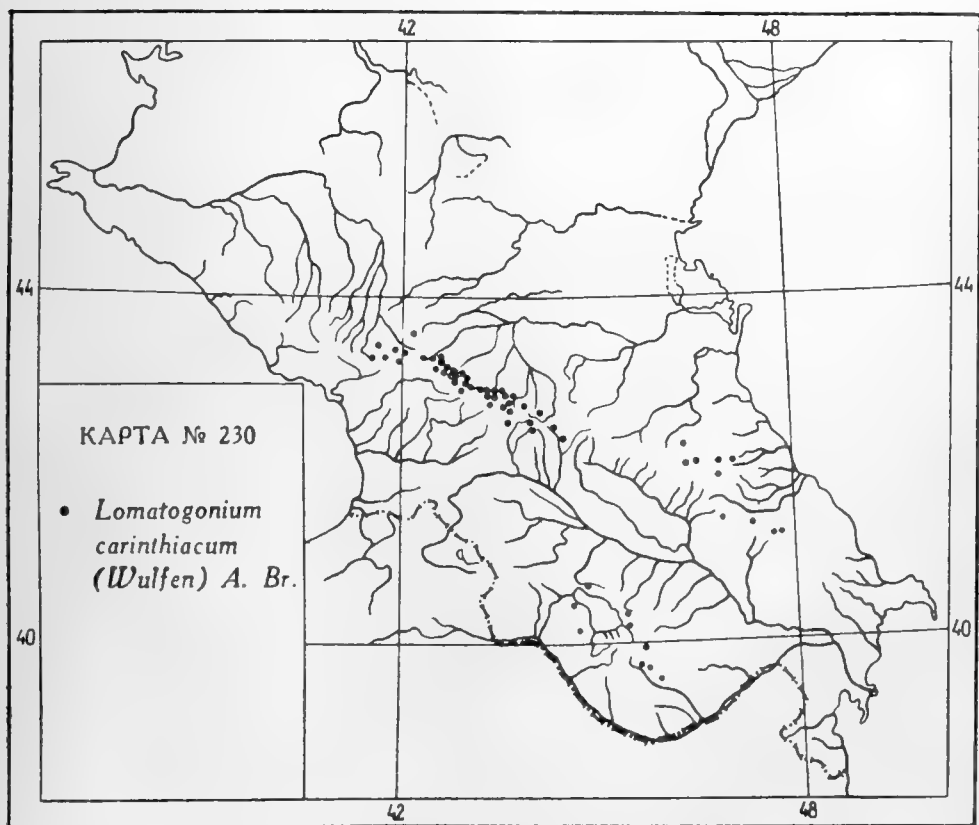 42 48
44 44
КАРТА № 230
• Lomatogonium
carinthiacum
(Wulfen) A. Br.
40 40
42 48